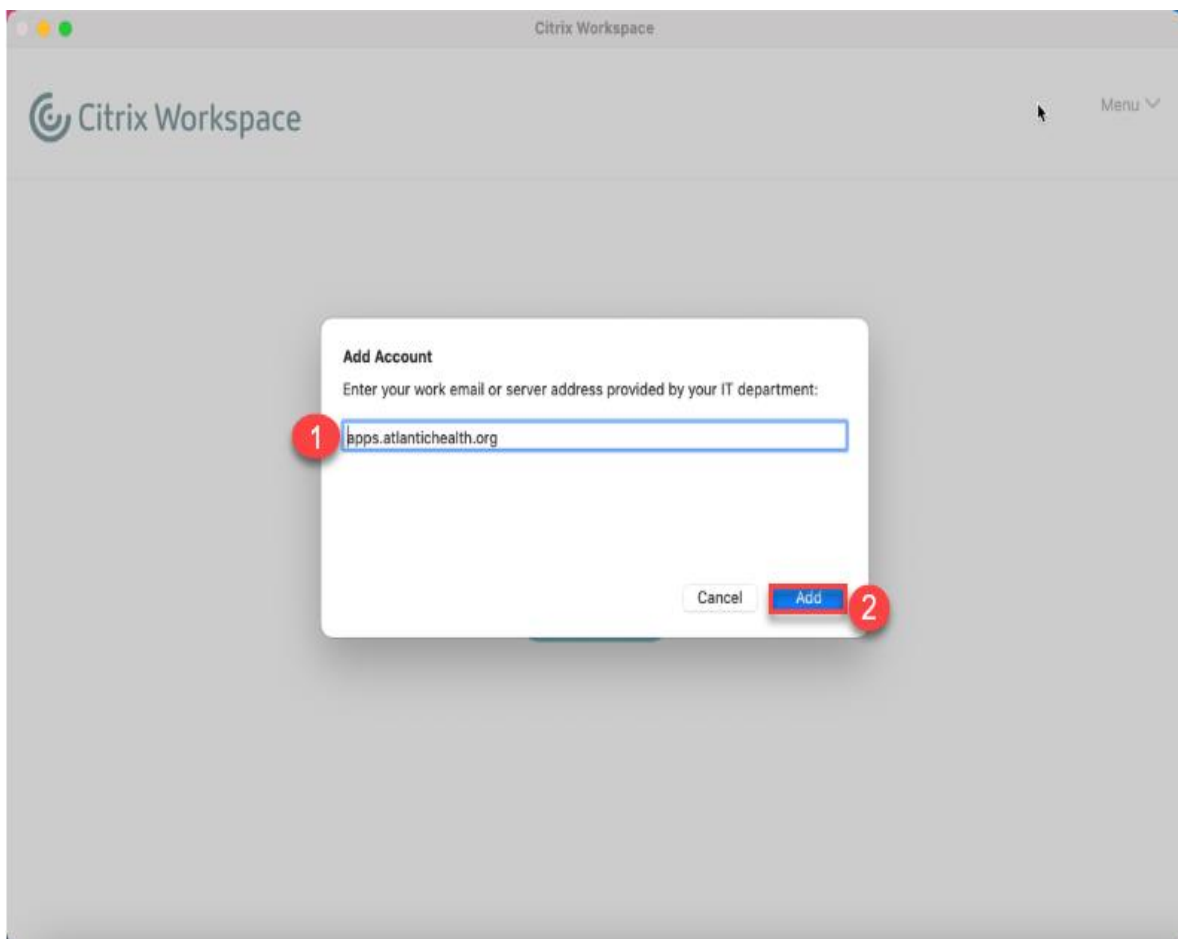 Citrix Workspace
Citrix Workspace
Menu
Add Account
Enter your work email or server address provided by your IT department:
1
apps.atlantichealth.org
Cancel
Add
2